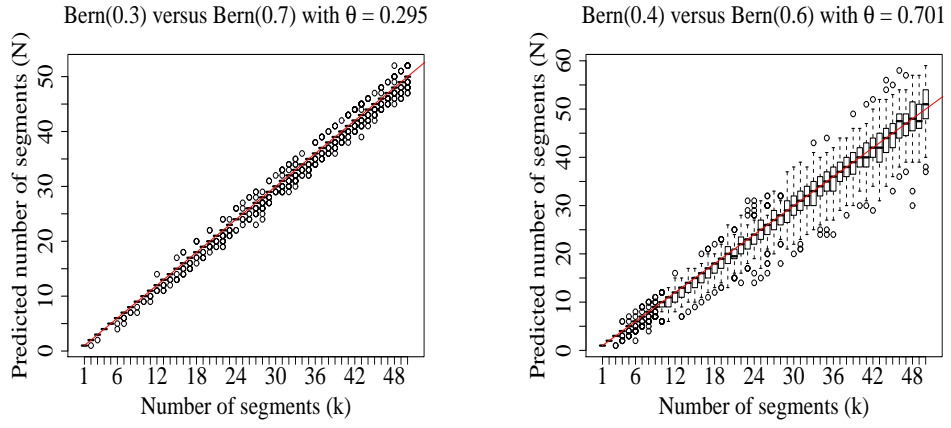 Bern(0.3) versus Bern(0.7) with θ = 0.295
Predicted number of segments (N)
50
40
30
20
10
0
1 6 12 18 24 30 36 42 48
Number of segments (k)
Bern(0.4) versus Bern(0.6) with θ = 0.701
Predicted number of segments (N)
60
50
40
30
20
10
0
1 6 12 18 24 30 36 42 48
Number of segments (k)